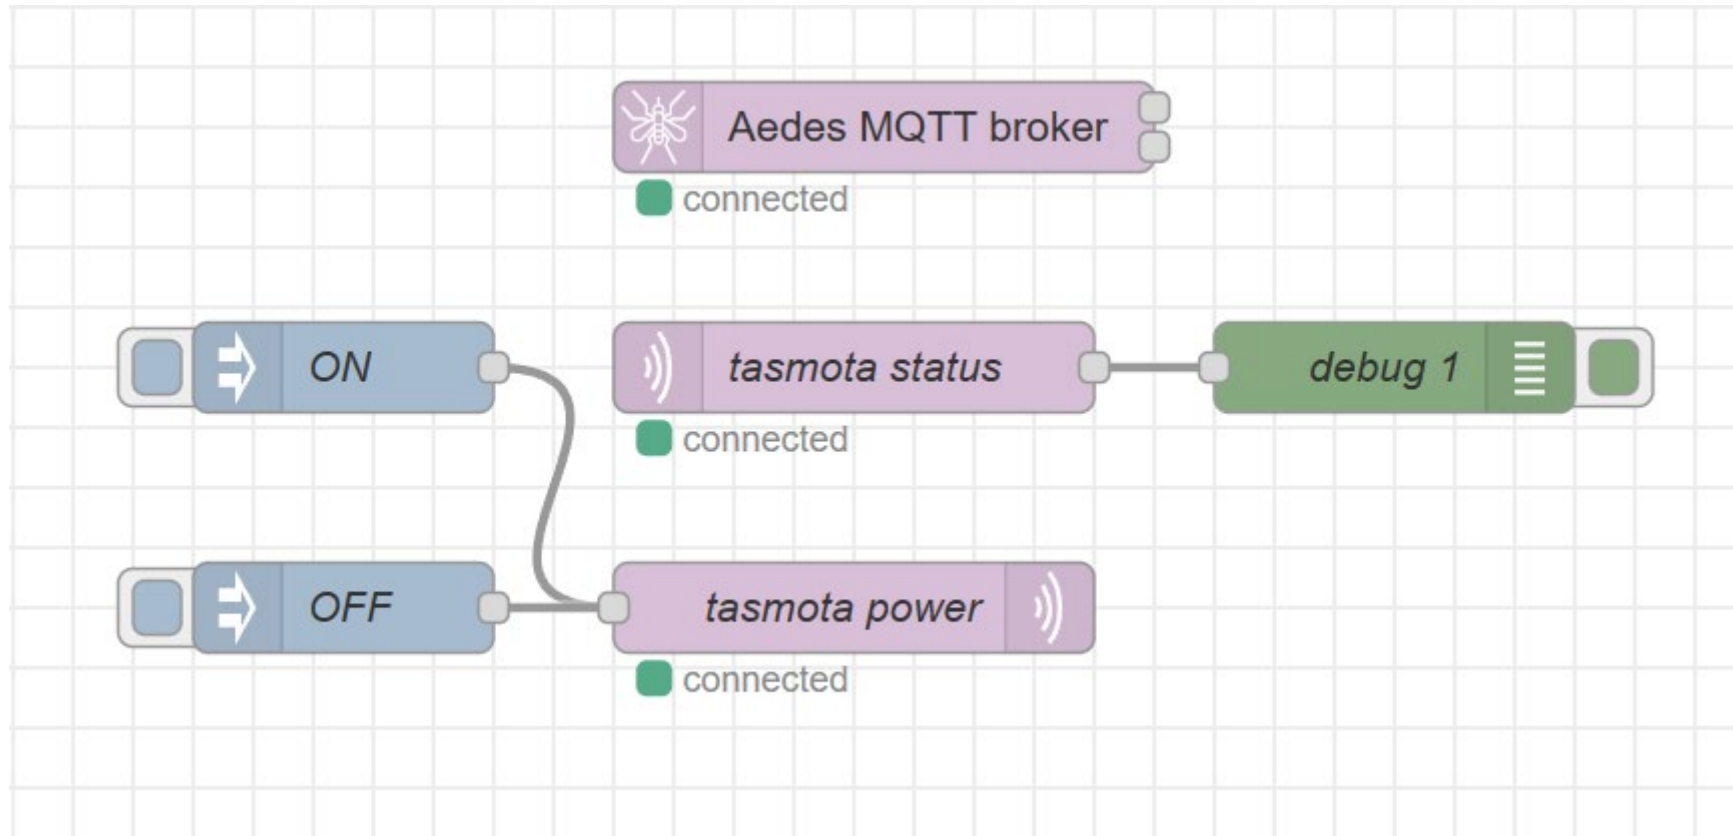 Aedes MQTT broker
connected
ON
tasmota status
debug 1
connected
OFF
tasmota power
connected